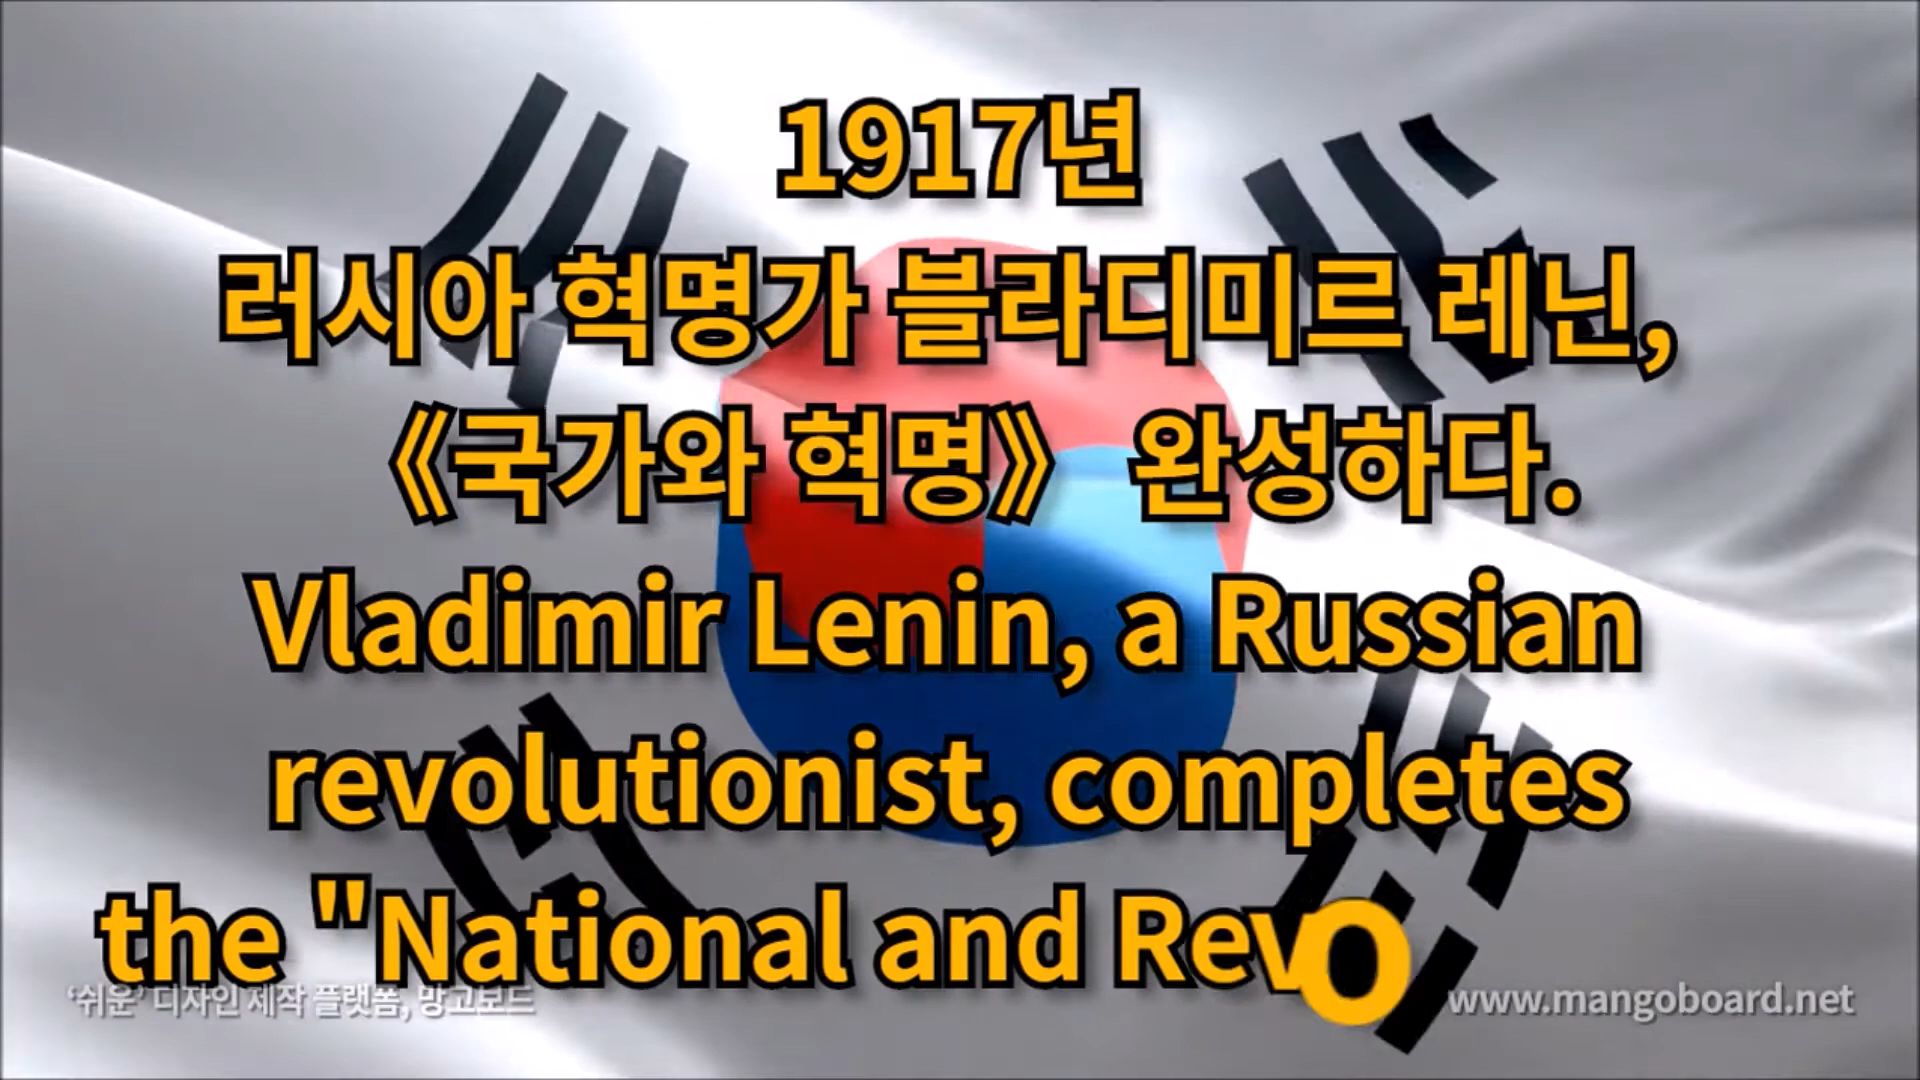 1917년
러시아 혁명가 블라디미르 레닌,
《국가와 혁명》 완성하다.
Vladimir Lenin, a Russian
revolutionist, completes
the "National and Revo
‘쉬운’ 디자인 제작 플랫폼, 망고보드
www.mangoboard.net